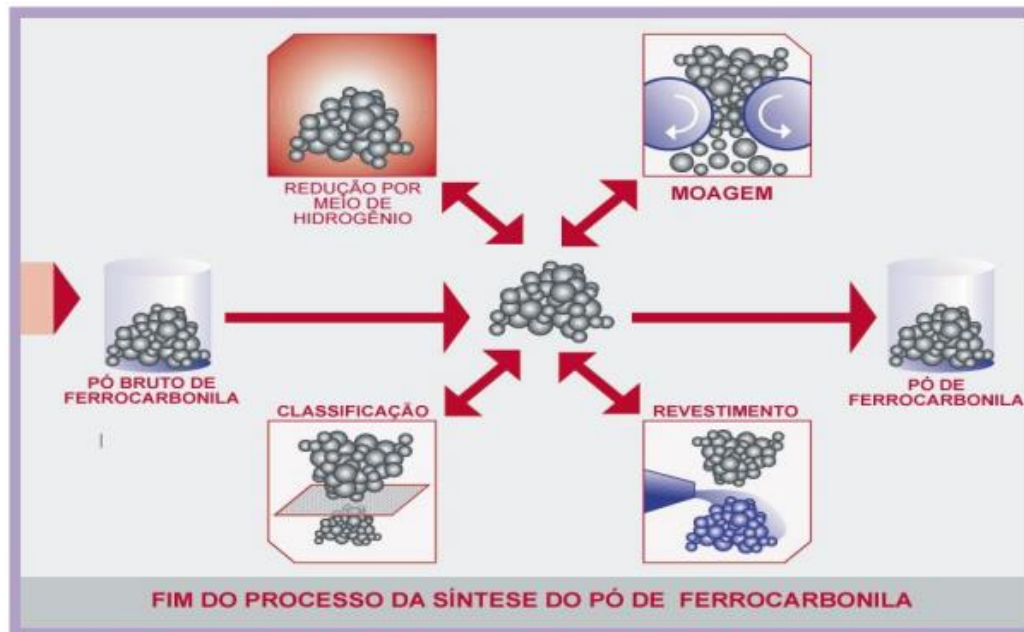 REDUÇÃO POR
MEIO DE
HIDROGÊNIO
MOAGEM
PÓ BRUTO DE
FERROCARBONILA
PÓ DE
FERROCARBONILA
CLASSIFICAÇÃO
REVESTIMENTO
FIM DO PROCESSO DA SÍNTESE DO PÓ DE FERROCARBONILA